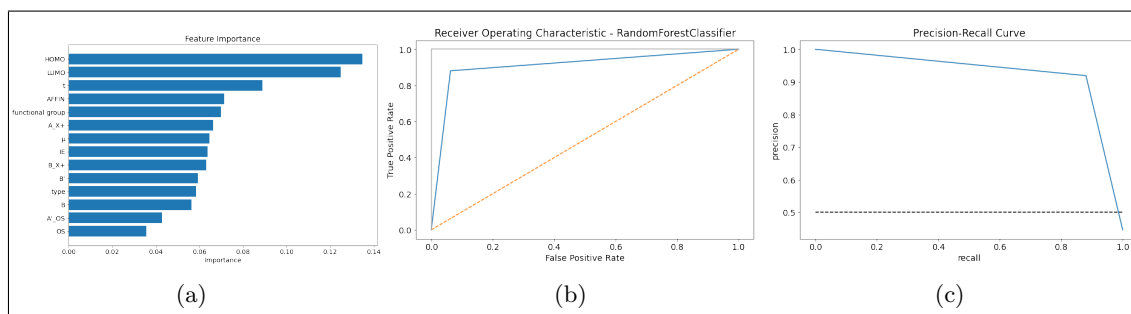 Feature Importance
HOMO
LUMO
t
AFFIN
functional group
A_X+
μ
IE
B_X+
B'
type
B
A'_OS
OS
0.00 0.02 0.04 0.06 0.08 0.10 0.12 0.14
Importance
(a)
Receiver Operating Characteristic - RandomForestClassifier
True Positive Rate
1.0
0.8
0.6
0.4
0.2
0.0
0.0 0.2 0.4 0.6 0.8 1.0
False Positive Rate
(b)
Precision-Recall Curve
precision
1.0
0.9
0.8
0.7
0.6
0.5
0.0 0.2 0.4 0.6 0.8 1.0
recall
(c)